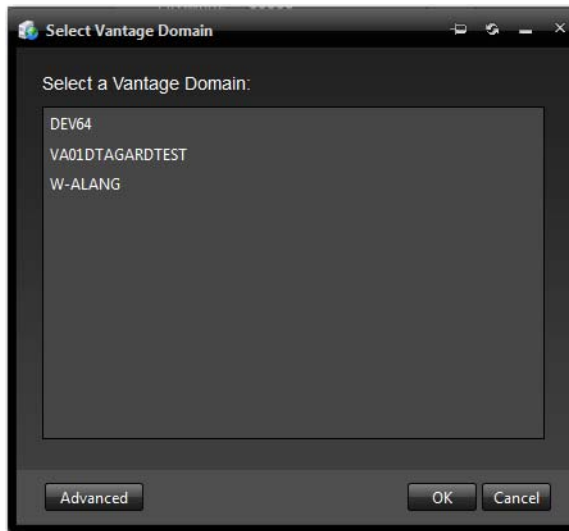 Select Vantage Domain
Select a Vantage Domain:
DEV64
VA01DTAGARDTEST
W-ALANG
Advanced
OK
Cancel